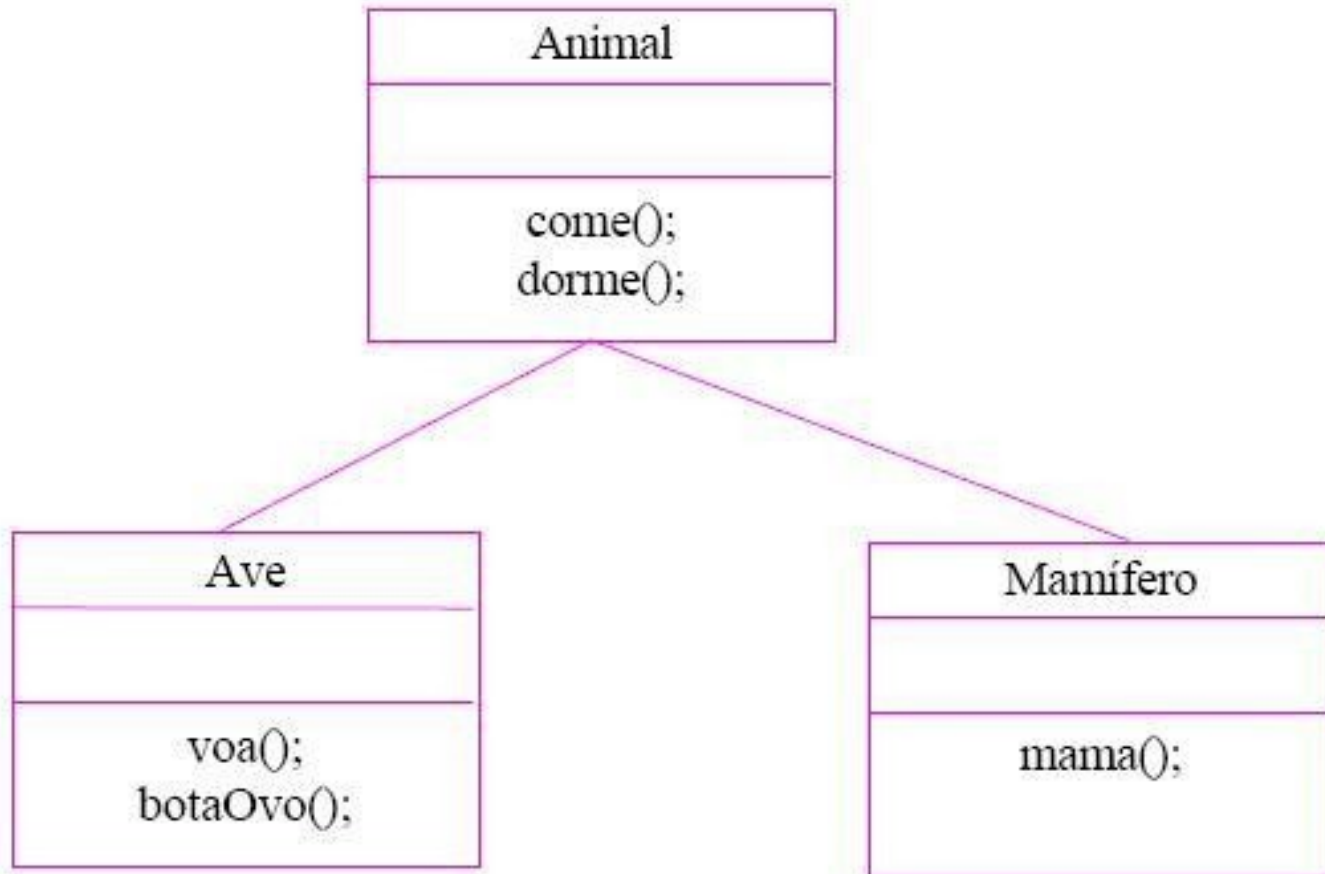 Animal
come();
dorme();
Ave
voa();
botaOvo();
Mamífero
mama();